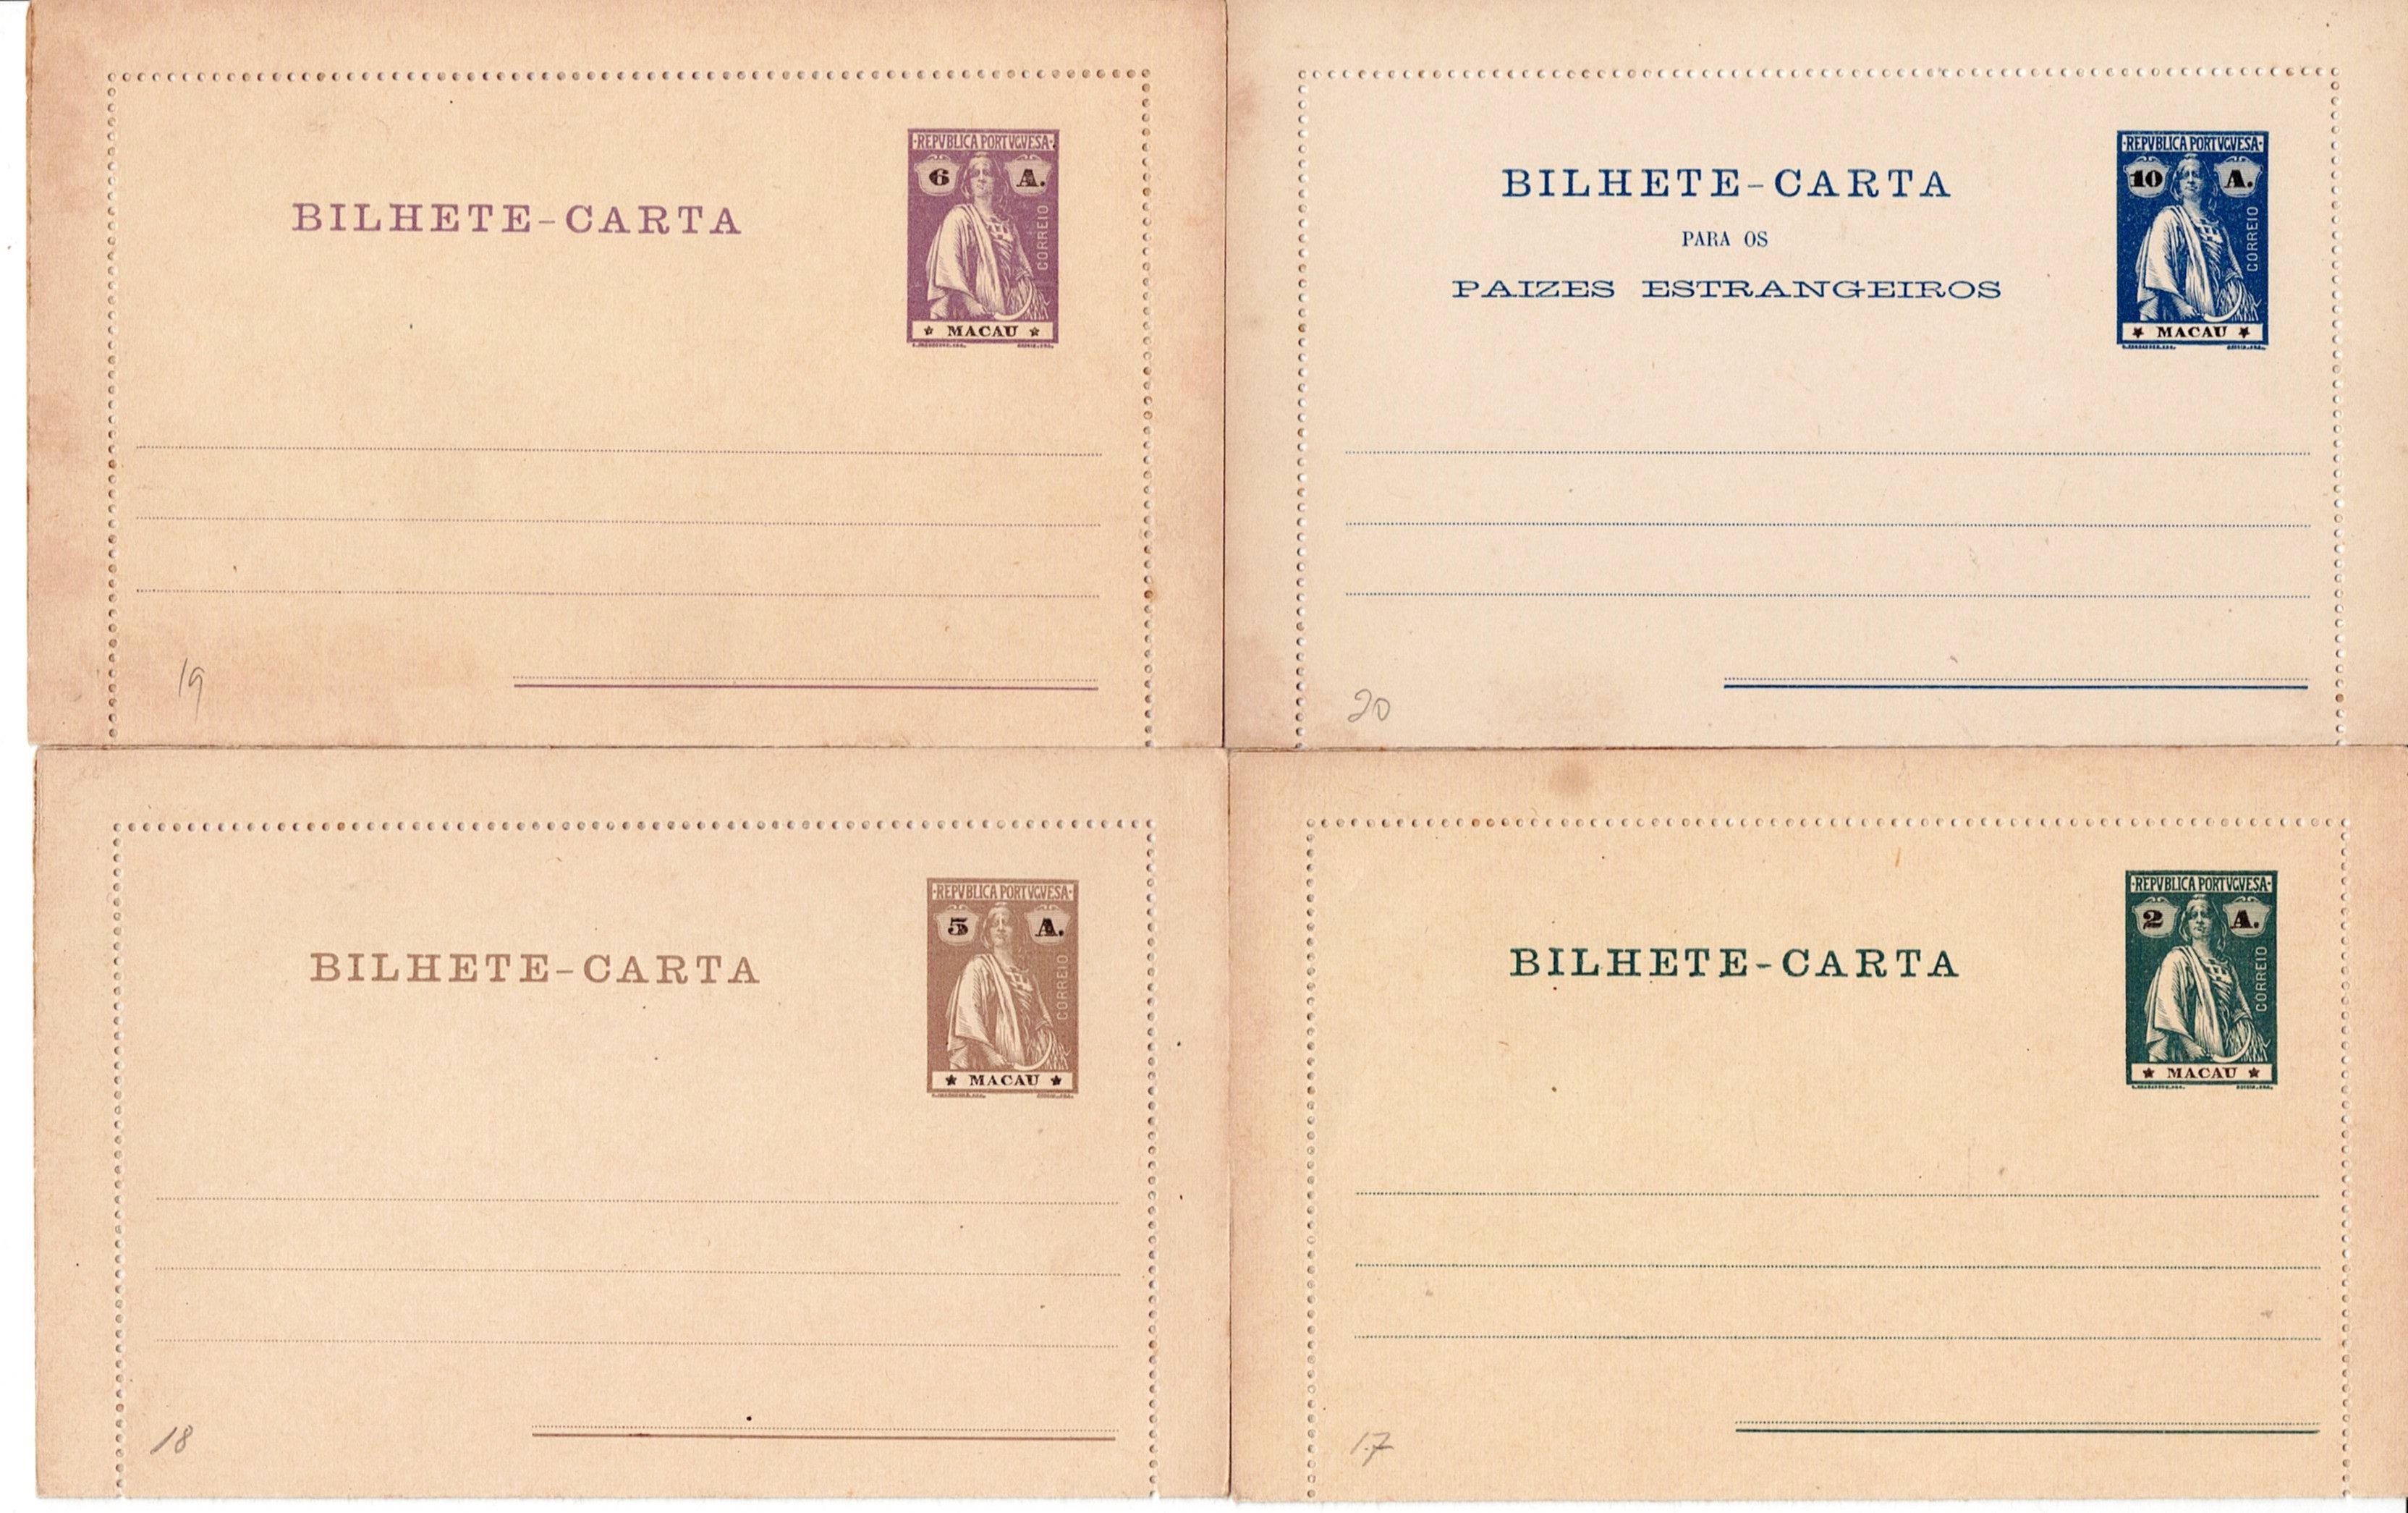 BILHETE-CARTA
·REPVBLICA PORTVGVESA·
6 A.
CORREIO
★ MACAU ★
19
BILHETE-CARTA
PARA OS
PAIZES ESTRANGEIROS
·REPVBLICA PORTVGVESA·
10 A.
CORREIO
★ MACAU ★
20
BILHETE-CARTA
·REPVBLICA PORTVGVESA·
5 A.
CORREIO
★ MACAU ★
18
BILHETE-CARTA
·REPVBLICA PORTVGVESA·
2 A.
CORREIO
★ MACAU ★
17